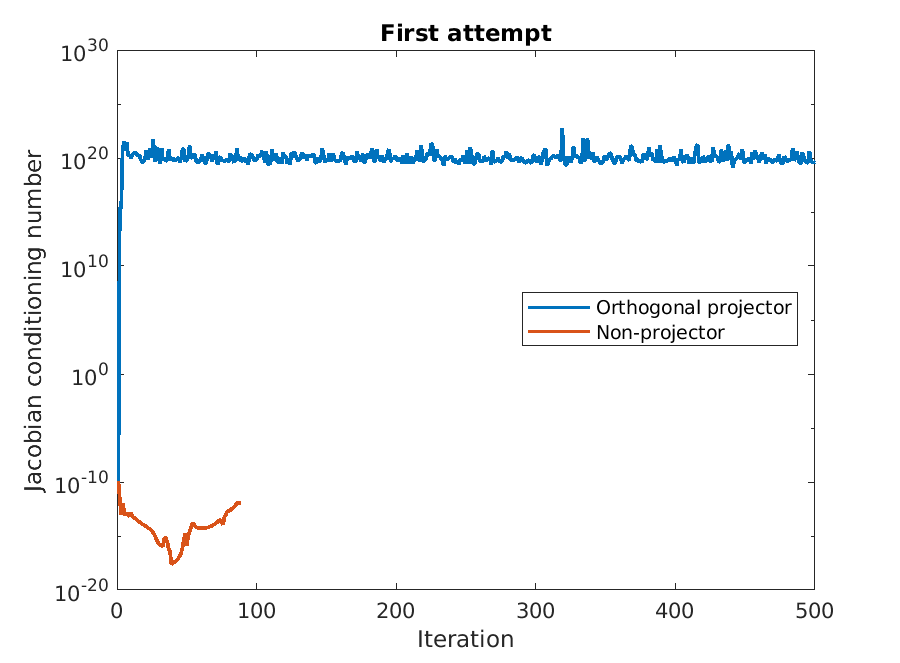 First attempt
Jacobian conditioning number
10^30
10^20
10^10
10^0
10^-10
10^-20
Orthogonal projector
Non-projector
0 100 200 300 400 500
Iteration